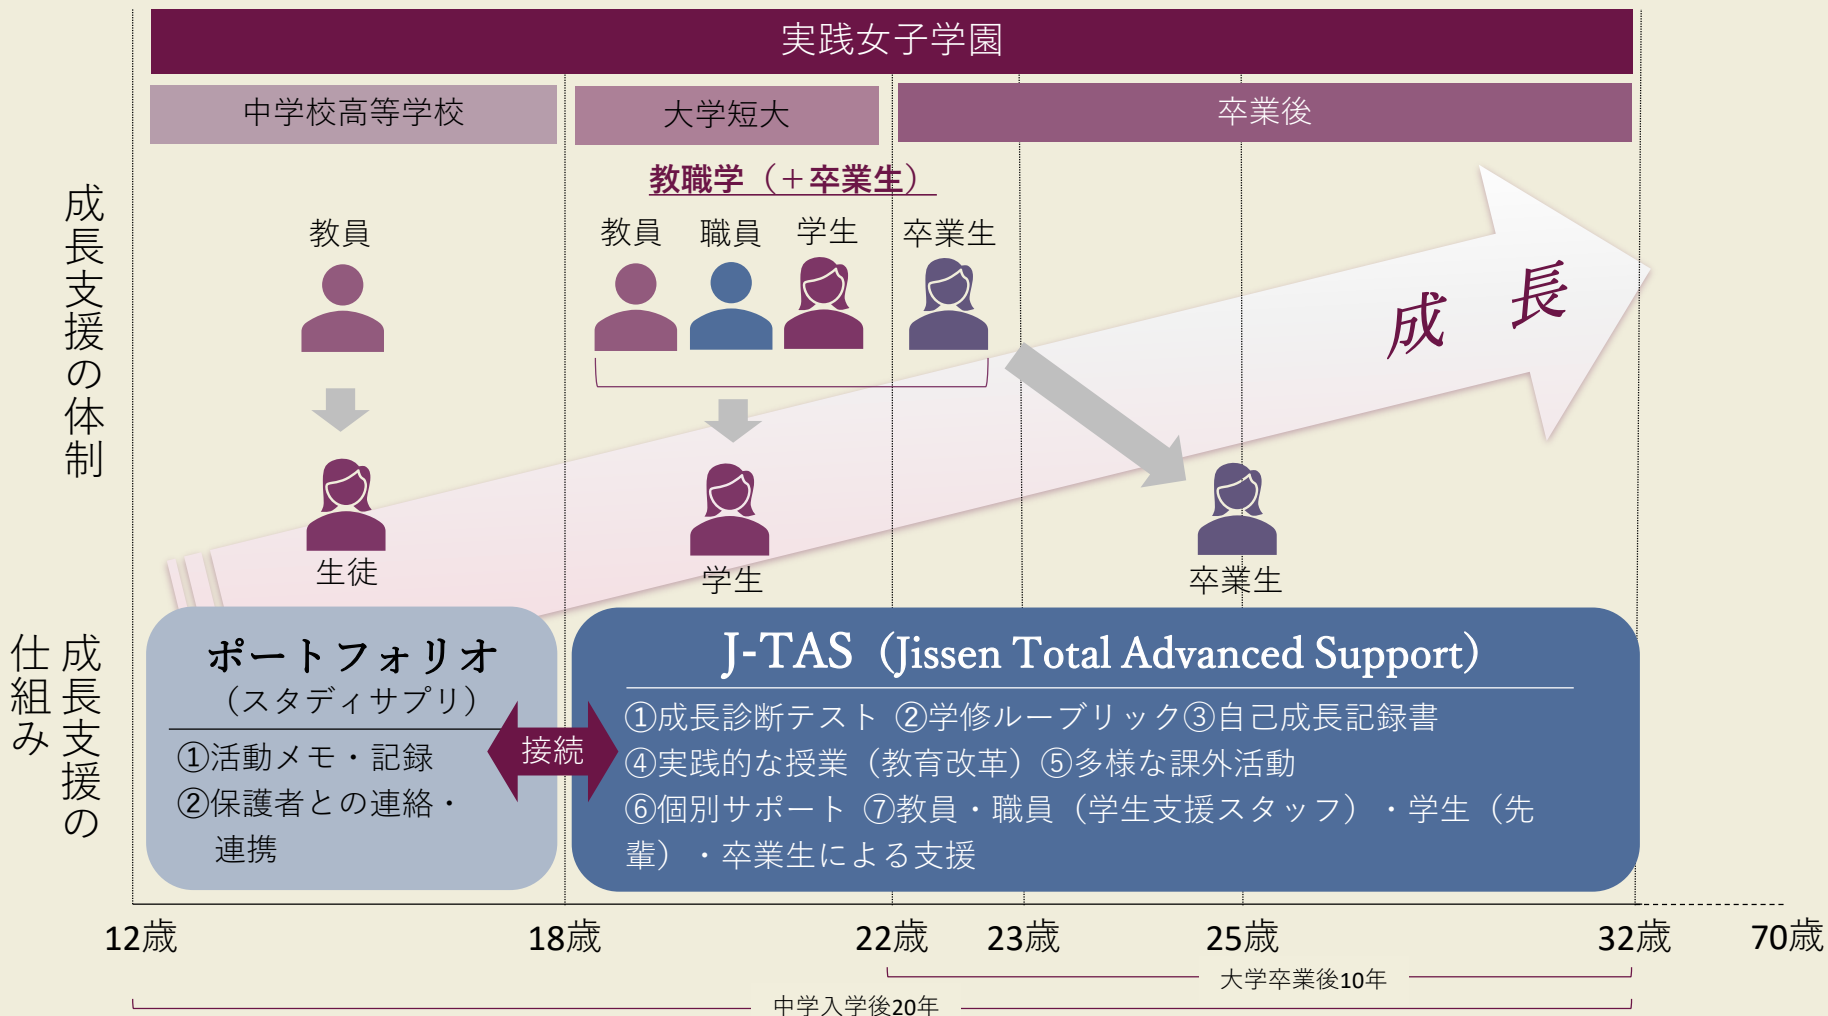 実践女子学園
中学校高等学校
大学短大
卒業後
成長支援の体制
教職学（＋卒業生）
教員
教員
職員
学生
卒業生
成　長
生徒
学生
卒業生
成長支援の
仕組み
ポートフォリオ
（スタディサプリ）
①活動メモ・記録
②保護者との連絡・
連携
接続
J-TAS（Jissen Total Advanced Support）
①成長診断テスト ②学修ルーブリック③自己成長記録書
④実践的な授業（教育改革）⑤多様な課外活動
⑥個別サポート ⑦教員・職員（学生支援スタッフ）・学生（先
輩）・卒業生による支援
12歳
18歳
22歳
23歳
25歳
32歳
70歳
大学卒業後10年
中学入学後20年